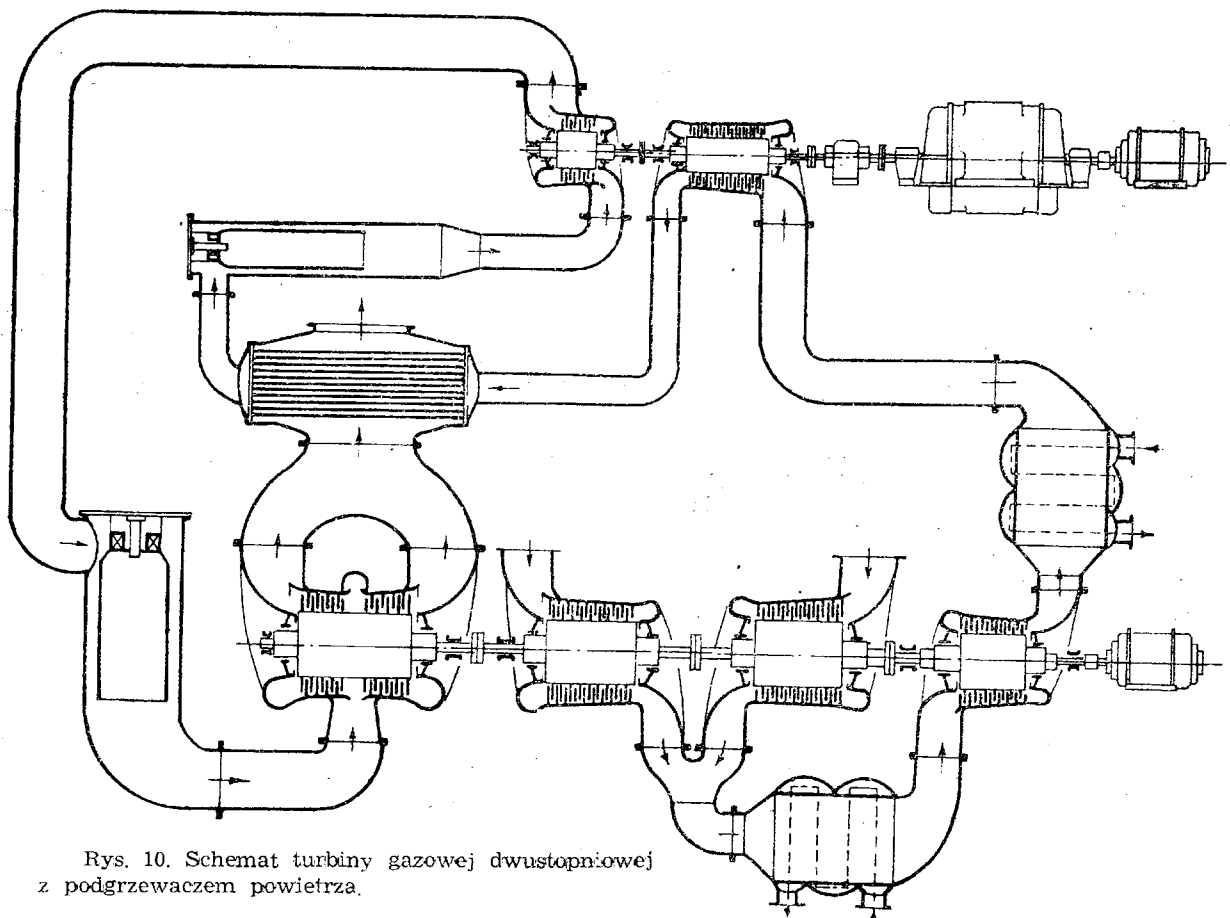 Rys. 10. Schemat turbiny gazowej dwustopniowej
z podgrzewaczem powietrza.